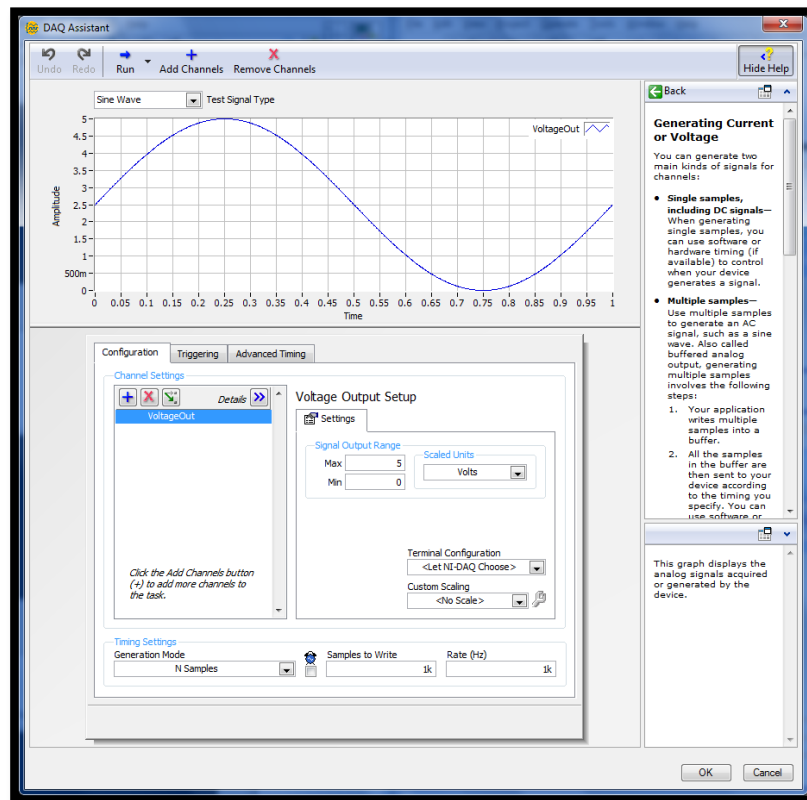 DAQ Assistant
Undo Redo Run Add Channels Remove Channels Hide Help
Sine Wave Test Signal Type
VoltageOut
Amplitude
5
4.5
4
3.5
3
2.5
2
1.5
1
500m
0
0 0.05 0.1 0.15 0.2 0.25 0.3 0.35 0.4 0.45 0.5 0.55 0.6 0.65 0.7 0.75 0.8 0.85 0.9 0.95 1
Time
Configuration Triggering Advanced Timing
Channel Settings
Details
VoltageOut
Click the Add Channels button
(+) to add more channels to
the task.
Voltage Output Setup
Settings
Signal Output Range
Max 5
Min 0
Scaled Units
Volts
Terminal Configuration
<Let NI-DAQ Choose>
Custom Scaling
<No Scale>
Timing Settings
Generation Mode
N Samples
Samples to Write
1k
Rate (Hz)
1k
Back
Generating Current
or Voltage
You can generate two
main kinds of signals for
channels:
• Single samples,
including DC signals—
When generating
single samples, you
can use software or
hardware timing (if
available) to control
when your device
generates a signal.
• Multiple samples—
Use multiple samples
to generate an AC
signal, such as a sine
wave. Also called
buffered analog
output, generating
multiple samples
involves the following
steps:
1. Your application
writes multiple
samples into a
buffer.
2. All the samples
in the buffer are
then sent to your
device according
to the timing you
specify. You can
use software or
This graph displays the
analog signals acquired
or generated by the
device.
OK Cancel